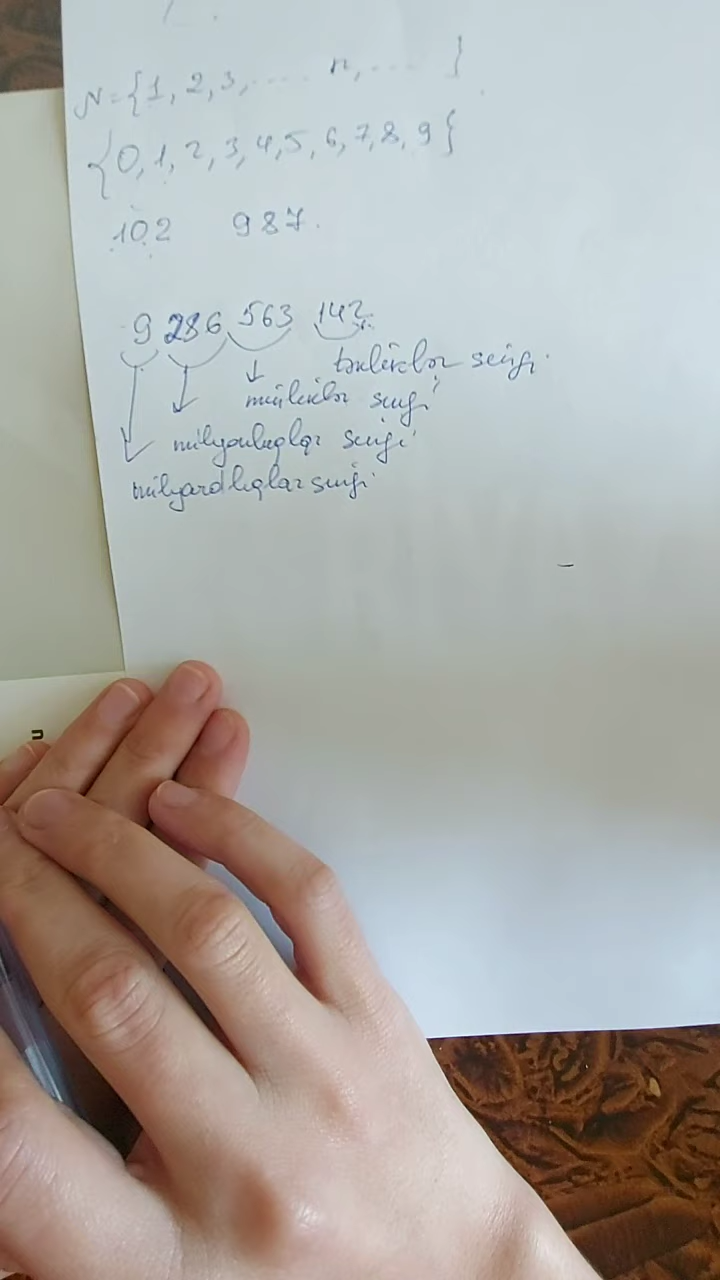 N={1, 2, 3, .... n, ... }
{0, 1, 2, 3, 4, 5, 6, 7, 8, 9}
102 987.
9 286 563 142
təkliklər sinfi.
minliklər sinfi
milyonluqlar sinfi
milyardlıqlar sinfi
n